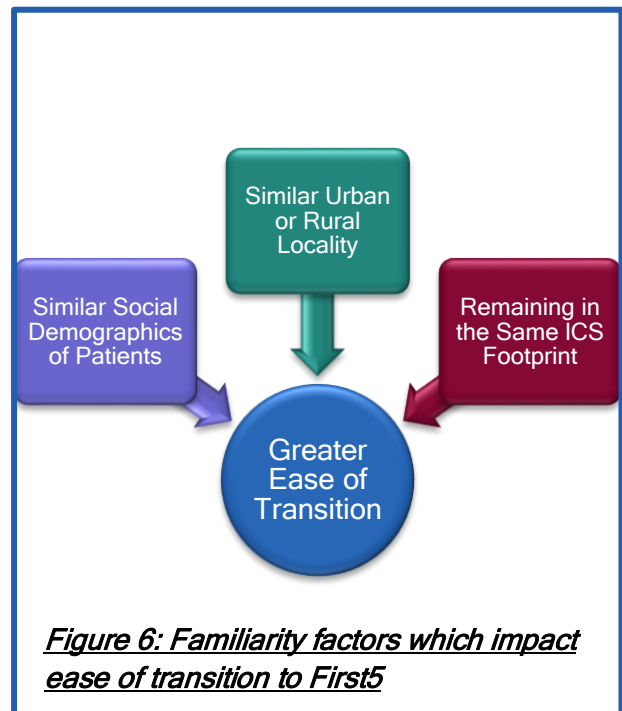 Similar Urban
or Rural
Locality
Similar Social
Demographics
of Patients
Remaining in
the Same ICS
Footprint
Greater
Ease of
Transition
Figure 6: Familiarity factors which impact
ease of transition to First5